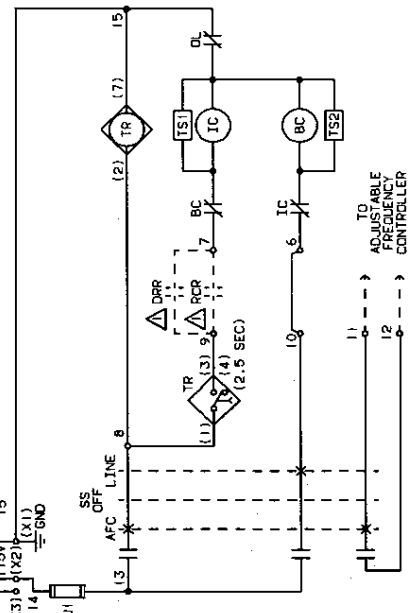 15
OL
(7)
TR
(2)
TS1
IC
BC
TS2
BC
IC
7
6
DRR
RCR
9
10
TR
(3)
(4)
(2.5 SEC)
(1)
8
TO
ADJUSTABLE
FREQUENCY
CONTROLLER
11
12
SS
AFC
OFF
LINE
13
14
15
(X1)
(X2)
GND